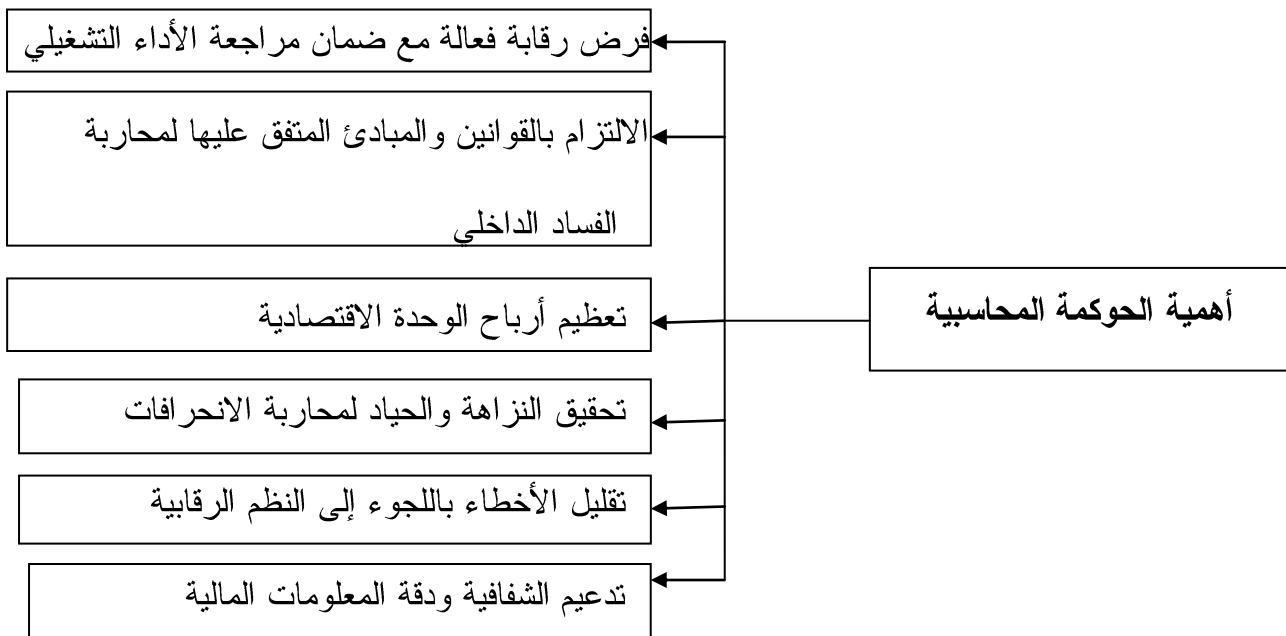 أهمية الحوكمة المحاسبية
فرض رقابة فعالة مع ضمان مراجعة الأداء التشغيلي
الالتزام بالقوانين والمبادئ المتفق عليها لمحاربة
الفساد الداخلي
تعظيم أرباح الوحدة الاقتصادية
تحقيق النزاهة والحياد لمحاربة الانحرافات
تقليل الأخطاء باللجوء إلى النظم الرقابية
تدعيم الشفافية ودقة المعلومات المالية